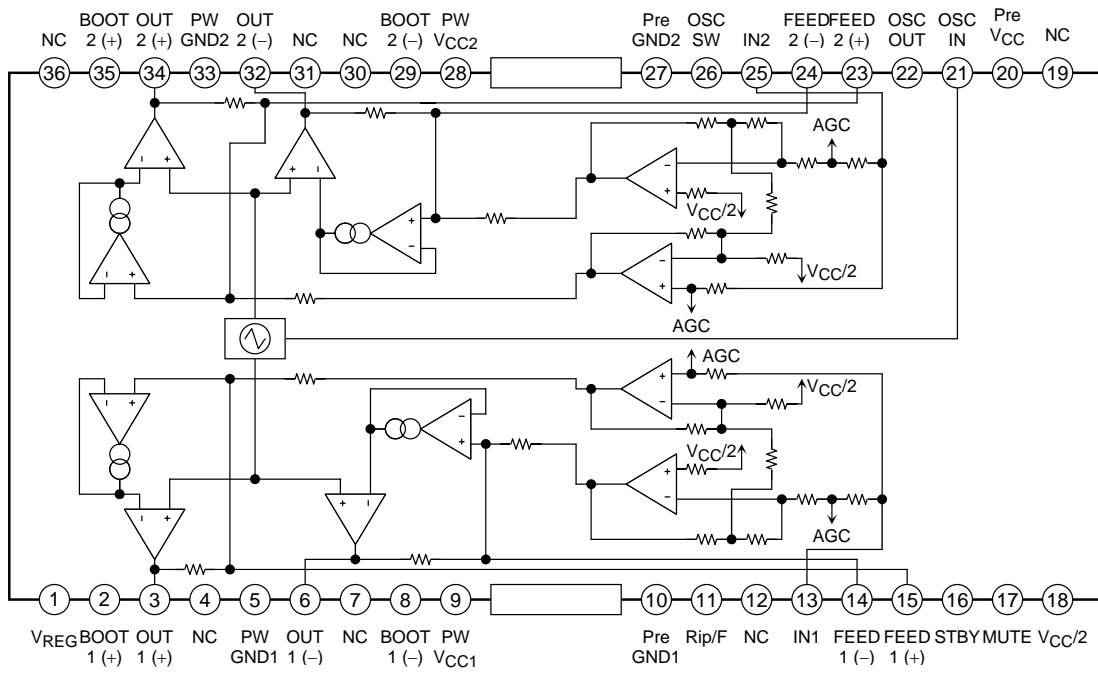 BOOT OUT PW OUT BOOT PW Pre OSC FEED FEED OSC OSC Pre
NC 2 (+) 2 (+) GND2 2 (−) NC NC 2 (−) VCC2 GND2 SW IN2 2 (−) 2 (+) OUT IN VCC NC
36 35 34 33 32 31 30 29 28 27 26 25 24 23 22 21 20 19
AGC
− + + − − +
VCC/2
+ −
− + −
VCC/2
+
AGC
AGC
+
− + − −
VCC/2
+
VCC/2
+
− + + − −
AGC
1 2 3 4 5 6 7 8 9 10 11 12 13 14 15 16 17 18
VREG BOOT OUT NC PW OUT NC BOOT PW Pre Rip/F NC IN1 FEED FEED STBY MUTE VCC/2
1 (+) 1 (+) GND1 1 (−) 1 (−) VCC1 GND1 1 (−) 1 (+)